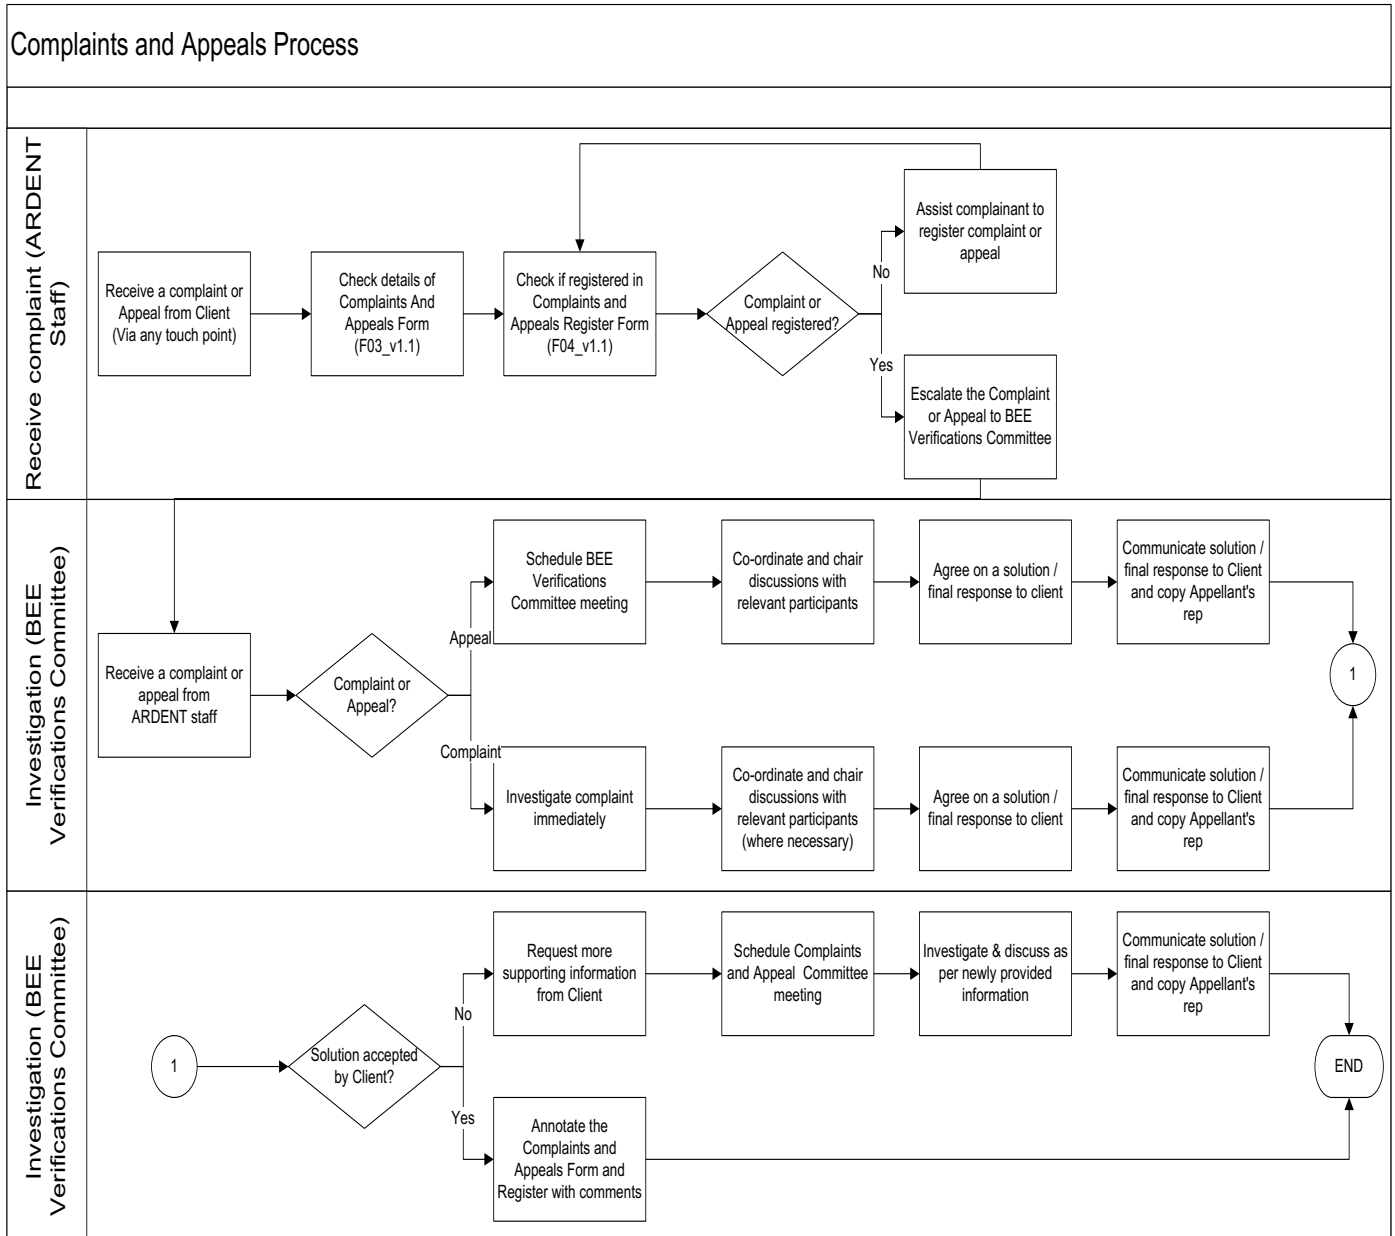 Complaints and Appeals Process
Receive complaint (ARDENT
Staff)
Receive a complaint or
Appeal from Client
(Via any touch point)
Check details of
Complaints And
Appeals Form
(F03_v1.1)
Check if registered in
Complaints and
Appeals Register Form
(F04_v1.1)
Complaint or
Appeal registered?
No
Yes
Assist complainant to
register complaint or
appeal
Escalate the Complaint
or Appeal to BEE
Verifications Committee
Investigation (BEE
Verifications Committee)
Receive a complaint or
appeal from
ARDENT staff
Complaint or
Appeal?
Appeal
Schedule BEE
Verifications
Committee meeting
Co-ordinate and chair
discussions with
relevant participants
Agree on a solution /
final response to client
Communicate solution /
final response to Client
and copy Appellant's
rep
Complaint
Investigate complaint
immediately
Co-ordinate and chair
discussions with
relevant participants
(where necessary)
Agree on a solution /
final response to client
Communicate solution /
final response to Client
and copy Appellant's
rep
1
Investigation (BEE
Verifications Committee)
1
Solution accepted
by Client?
No
Request more
supporting information
from Client
Schedule Complaints
and Appeal Committee
meeting
Investigate & discuss as
per newly provided
information
Communicate solution /
final response to Client
and copy Appellant's
rep
Yes
Annotate the
Complaints and
Appeals Form and
Register with comments
END